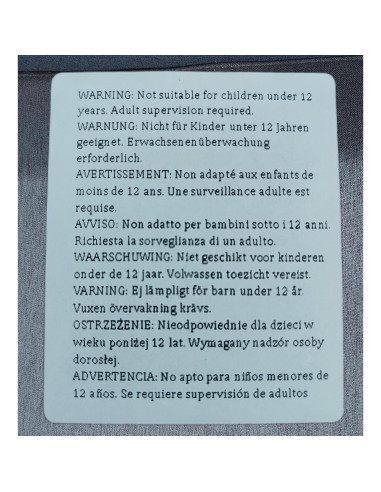 WARNING: Not suitable for children under 12
years. Adult supervision required.
WARNUNG: Nicht für Kinder unter 12 Jahren
geeignet. Erwachsenenüberwachung
erforderlich.
AVERTISSEMENT: Non adapté aux enfants de
moins de 12 ans. Une surveillance adulte est
requise.
AVVISO: Non adatto per bambini sotto i 12 anni.
Richiesta la sorveglianza di un adulto.
WAARSCHUWING: Niet geschikt voor kinderen
onder de 12 jaar. Volwassen toezicht vereist.
VARNING: Ej lämpligt för barn under 12 år.
Vuxen övervakning krävs.
OSTRZEŻENIE: Nieodpowiednie dla dzieci w
wieku poniżej 12 lat. Wymagany nadzór osoby
dorosłej.
ADVERTENCIA: No apto para niños menores de
12 años. Se requiere supervisión de adultos